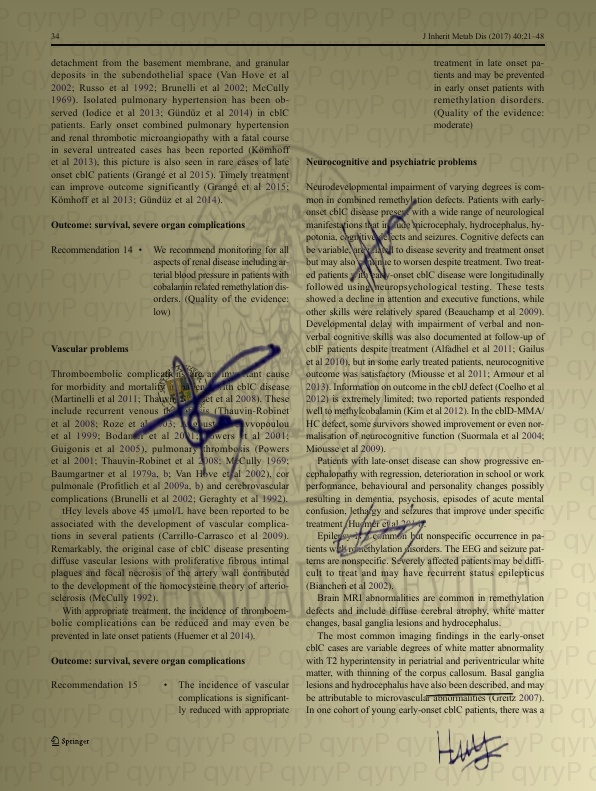 34
J Inherit Metab Dis (2017) 40:21–48
detachment from the basement membrane, and granular
deposits in the subendothelial space (Van Hove et al
2002; Russo et al 1992; Brunelli et al 2002; McCully
1969). Isolated pulmonary hypertension has been ob-
served (Iodice et al 2013; Gündüz et al 2014) in cblC
patients. Early onset combined pulmonary hypertension
and renal thrombotic microangiopathy with a fatal course
in several untreated cases has been reported (Kömhoff
et al 2013), this picture is also seen in rare cases of late
onset cblC patients (Grangé et al 2015). Timely treatment
can improve outcome significantly (Grangé et al 2015;
Kömhoff et al 2013; Gündüz et al 2014).
Outcome: survival, severe organ complications
Recommendation 14 • We recommend monitoring for all
aspects of renal disease including ar-
terial blood pressure in patients with
cobalamin related remethylation dis-
orders. (Quality of the evidence:
low)
Vascular problems
Thromboembolic complications are an important cause
for morbidity and mortality in patients with cblC disease
(Martinelli et al 2011; Thauvin-Robinet et al 2008). These
include recurrent venous thrombosis (Thauvin-Robinet
et al 2008; Roze et al 2003; Augoustides-Savvopoulou
et al 1999; Bodamer et al 2001; Powers et al 2001;
Guigonis et al 2005), pulmonary thrombosis (Powers
et al 2001; Thauvin-Robinet et al 2008; McCully 1969;
Baumgartner et al 1979a, b; Van Hove et al 2002), cor
pulmonale (Profitlich et al 2009a, b) and cerebrovascular
complications (Brunelli et al 2002; Geraghty et al 1992).
tHcy levels above 45 μmol/L have been reported to be
associated with the development of vascular complica-
tions in several patients (Carrillo-Carrasco et al 2009).
Remarkably, the original case of cblC disease presenting
diffuse vascular lesions with proliferative fibrous intimal
plaques and focal necrosis of the artery wall contributed
to the development of the homocysteine theory of arterio-
sclerosis (McCully 1992).
With appropriate treatment, the incidence of thromboem-
bolic complications can be reduced and may even be
prevented in late onset patients (Huemer et al 2014).
Outcome: survival, severe organ complications
Recommendation 15 • The incidence of vascular
complications is significant-
ly reduced with appropriate
treatment in late onset pa-
tients and may be prevented
in early onset patients with
remethylation disorders.
(Quality of the evidence:
moderate)
Neurocognitive and psychiatric problems
Neurodevelopmental impairment of varying degrees is com-
mon in combined remethylation defects. Patients with early-
onset cblC disease present with a wide range of neurological
manifestations that include microcephaly, hydrocephalus, hy-
potonia, cognitive defects and seizures. Cognitive defects can
be variable, are related to disease severity and treatment onset
but may also continue to worsen despite treatment. Two treat-
ed patients with early-onset cblC disease were longitudinally
followed using neuropsychological testing. These tests
showed a decline in attention and executive functions, while
other skills were relatively spared (Beauchamp et al 2009).
Developmental delay with impairment of verbal and non-
verbal cognitive skills was also documented at follow-up of
cblF patients despite treatment (Alfadhel et al 2011; Gailus
et al 2010), but in some early treated patients, neurocognitive
outcome was satisfactory (Miousse et al 2011; Armour et al
2013). Information on outcome in the cblJ defect (Coelho et al
2012) is extremely limited; two reported patients responded
well to methylcobalamin (Kim et al 2012). In the cblD-MMA/
HC defect, some survivors showed improvement or even nor-
malisation of neurocognitive function (Suormala et al 2004;
Miousse et al 2009).
Patients with late-onset disease can show progressive en-
cephalopathy with regression, deterioration in school or work
performance, behavioural and personality changes possibly
resulting in dementia, psychosis, episodes of acute mental
confusion, lethargy and seizures that improve under specific
treatment (Huemer et al 2014).
Epilepsy is a common but nonspecific occurrence in pa-
tients with remethylation disorders. The EEG and seizure pat-
terns are nonspecific. Severely affected patients may be diffi-
cult to treat and may have recurrent status epilepticus
(Biancheri et al 2002).
Brain MRI abnormalities are common in remethylation
defects and include diffuse cerebral atrophy, white matter
changes, basal ganglia lesions and hydrocephalus.
The most common imaging findings in the early-onset
cblC cases are variable degrees of white matter abnormality
with T2 hyperintensity in periatrial and periventricular white
matter, with thinning of the corpus callosum. Basal ganglia
lesions and hydrocephalus have also been described, and may
be attributable to microvascular abnormalities (Greitz 2007).
In one cohort of young early-onset cblC patients, there was a
Springer